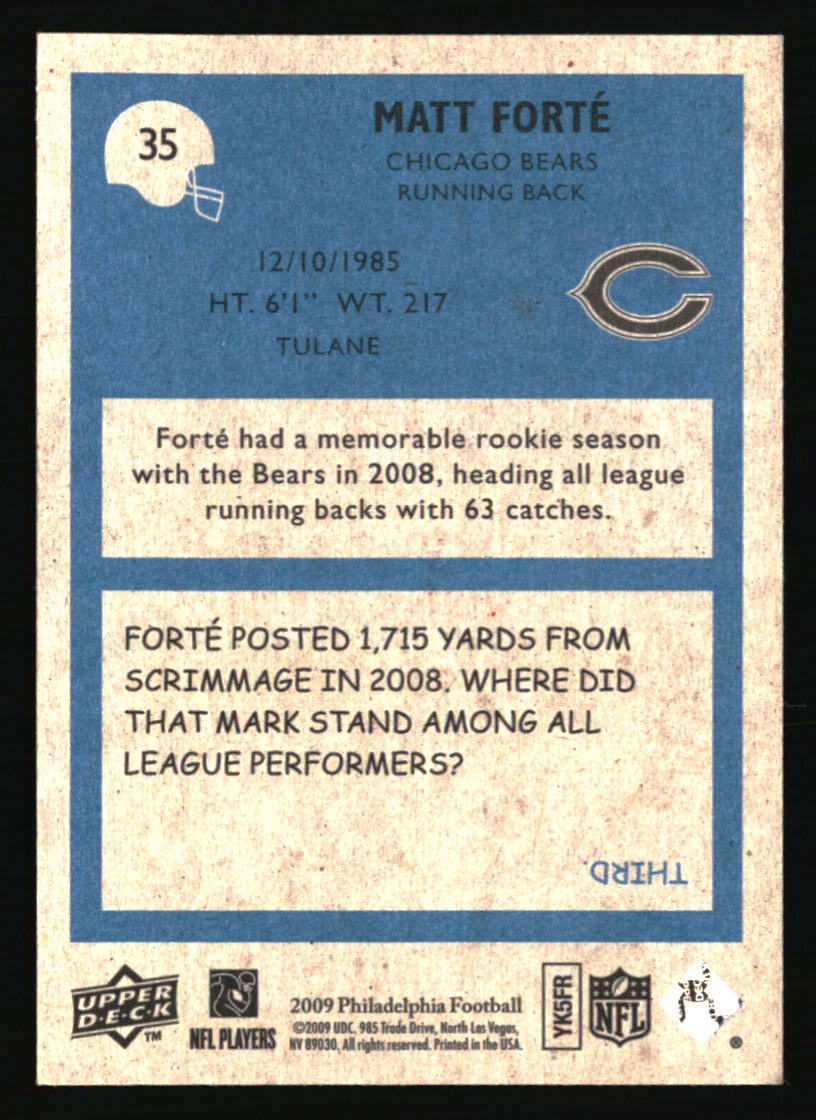 35
MATT FORTÉ
CHICAGO BEARS
RUNNING BACK
12/10/1985
HT. 6'1" WT. 217
TULANE
Forté had a memorable rookie season
with the Bears in 2008, heading all league
running backs with 63 catches.
FORTÉ POSTED 1,715 YARDS FROM
SCRIMMAGE IN 2008. WHERE DID
THAT MARK STAND AMONG ALL
LEAGUE PERFORMERS?
THIRD.
UPPER
D·E·C·K
TM
NFL PLAYERS
2009 Philadelphia Football
©2009 UDC. 985 Trade Drive, North Las Vegas,
NV 89030. All rights reserved. Printed in the USA.
YK5FR
NFL
®